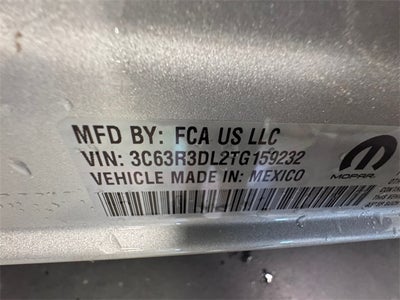 MFD BY: FCA US LLC
VIN: 3C63R3DL2TG159232
VEHICLE MADE IN: MEXICO
MOPAR